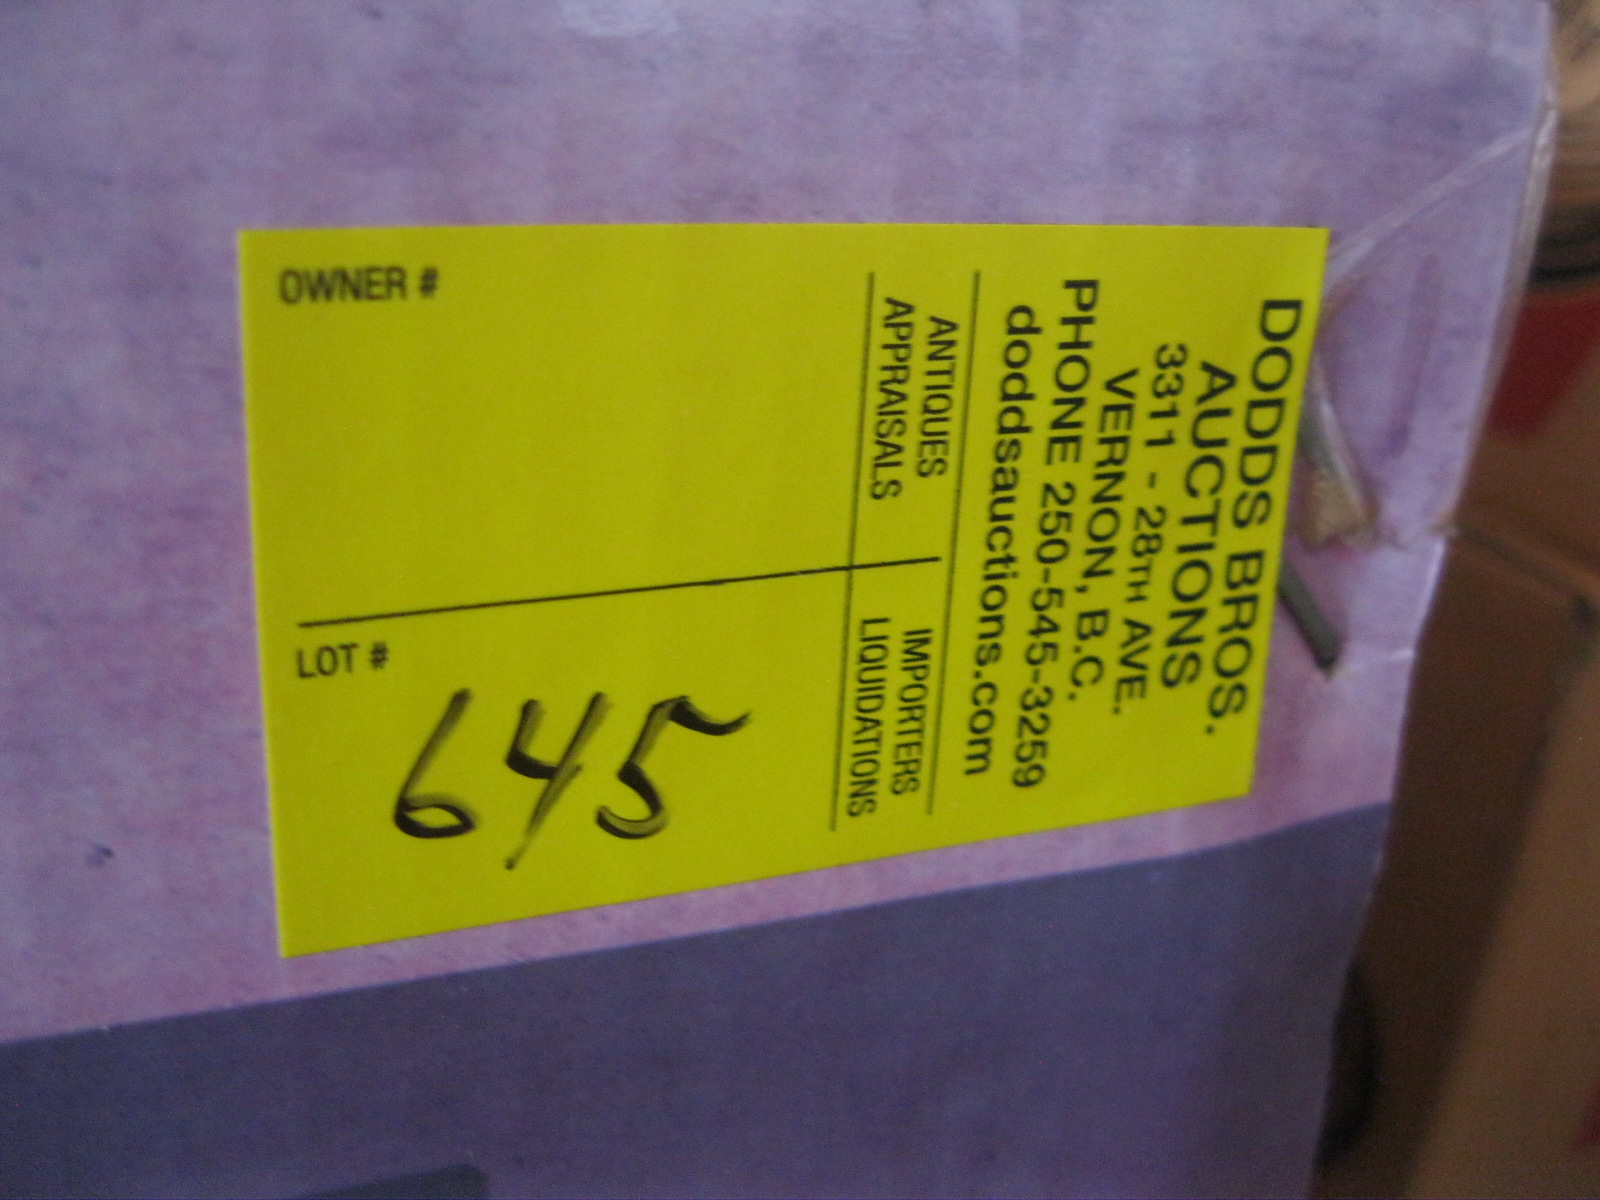 DODDS BROS.
AUCTIONS
3311 - 28TH AVE.
VERNON, B.C.
PHONE 250-545-3259
doddsauctions.com
ANTIQUES
APPRAISALS
IMPORTERS
LIQUIDATIONS
OWNER #
LOT #
645